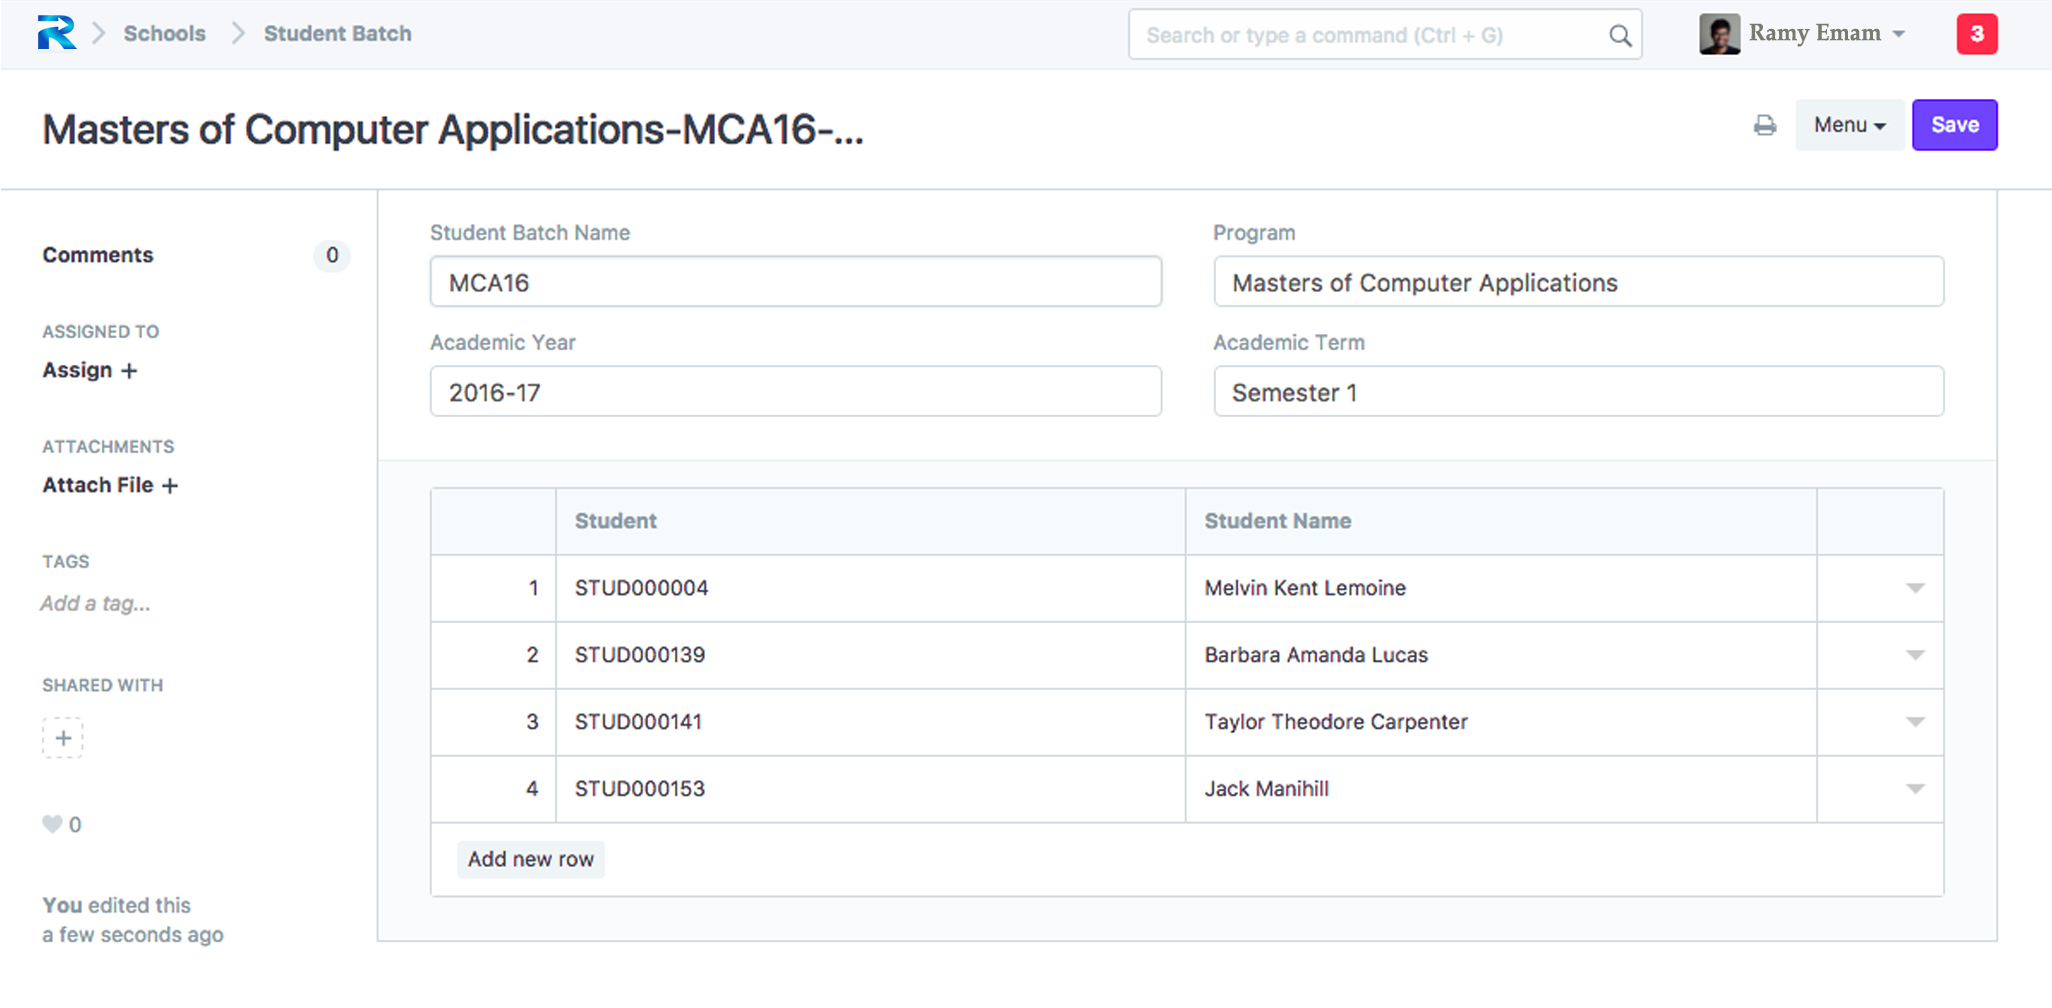 Schools
Student Batch
Search or type a command (Ctrl + G)
Ramy Emam
3
Masters of Computer Applications-MCA16-...
Menu
Save
Comments
0
ASSIGNED TO
Assign +
ATTACHMENTS
Attach File +
TAGS
Add a tag...
SHARED WITH
+
0
You edited this
a few seconds ago
Student Batch Name
MCA16
Program
Masters of Computer Applications
Academic Year
2016-17
Academic Term
Semester 1
Student Student Name
1 STUD000004 Melvin Kent Lemoine
2 STUD000139 Barbara Amanda Lucas
3 STUD000141 Taylor Theodore Carpenter
4 STUD000153 Jack Manihill
Add new row